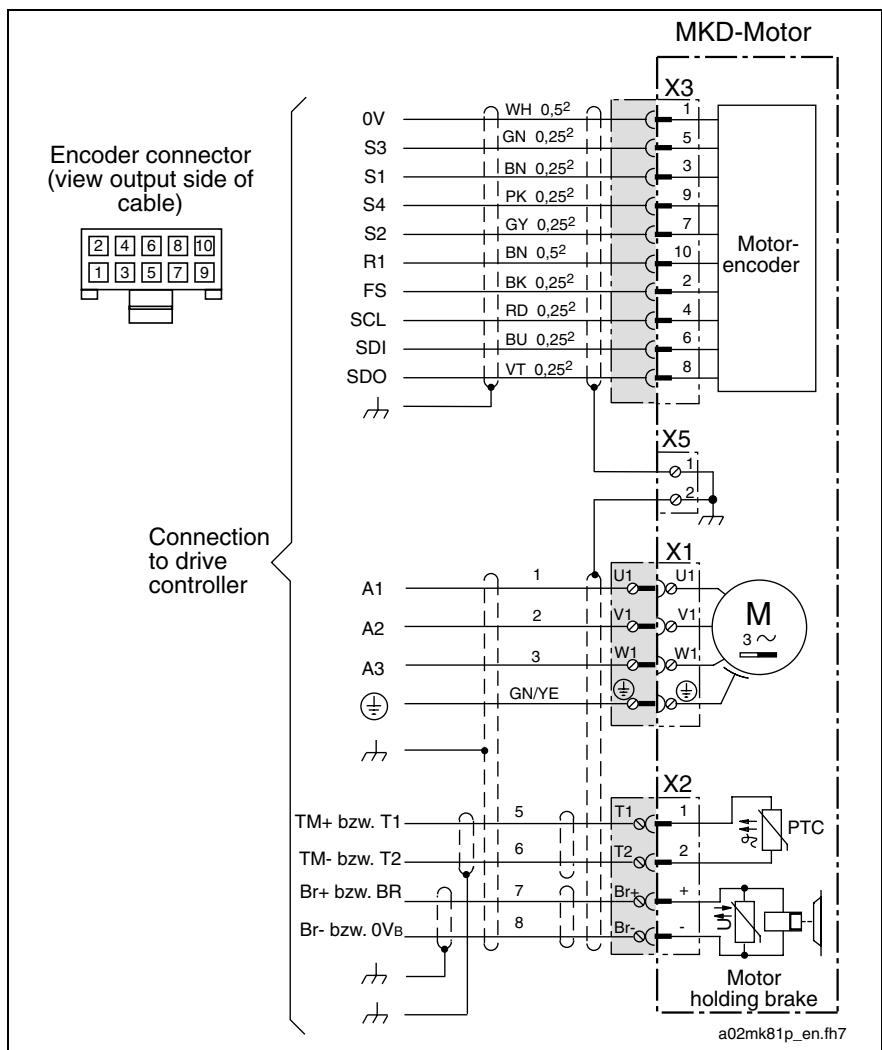 MKD-Motor
X3
0V WH 0,5² 1
S3 GN 0,25² 5
S1 BN 0,25² 3
S4 PK 0,25² 9
S2 GY 0,25² 7
R1 BN 0,5² 10
FS BK 0,25² 2
SCL RD 0,25² 4
SDI BU 0,25² 6
SDO VT 0,25² 8
Motor-
encoder
Encoder connector
(view output side of
cable)
2 4 6 8 10
1 3 5 7 9
X5
1
2
Connection
to drive
controller
X1
A1 1 U1 U1
A2 2 V1 V1
A3 3 W1 W1
GN/YE
M
3 ~
X2
TM+ bzw. T1 5 T1 1
TM- bzw. T2 6 T2 2
PTC
ϑ
Br+ bzw. BR 7 Br+ +
Br- bzw. 0VB 8 Br- -
U
Motor
holding brake
a02mk81p_en.fh7